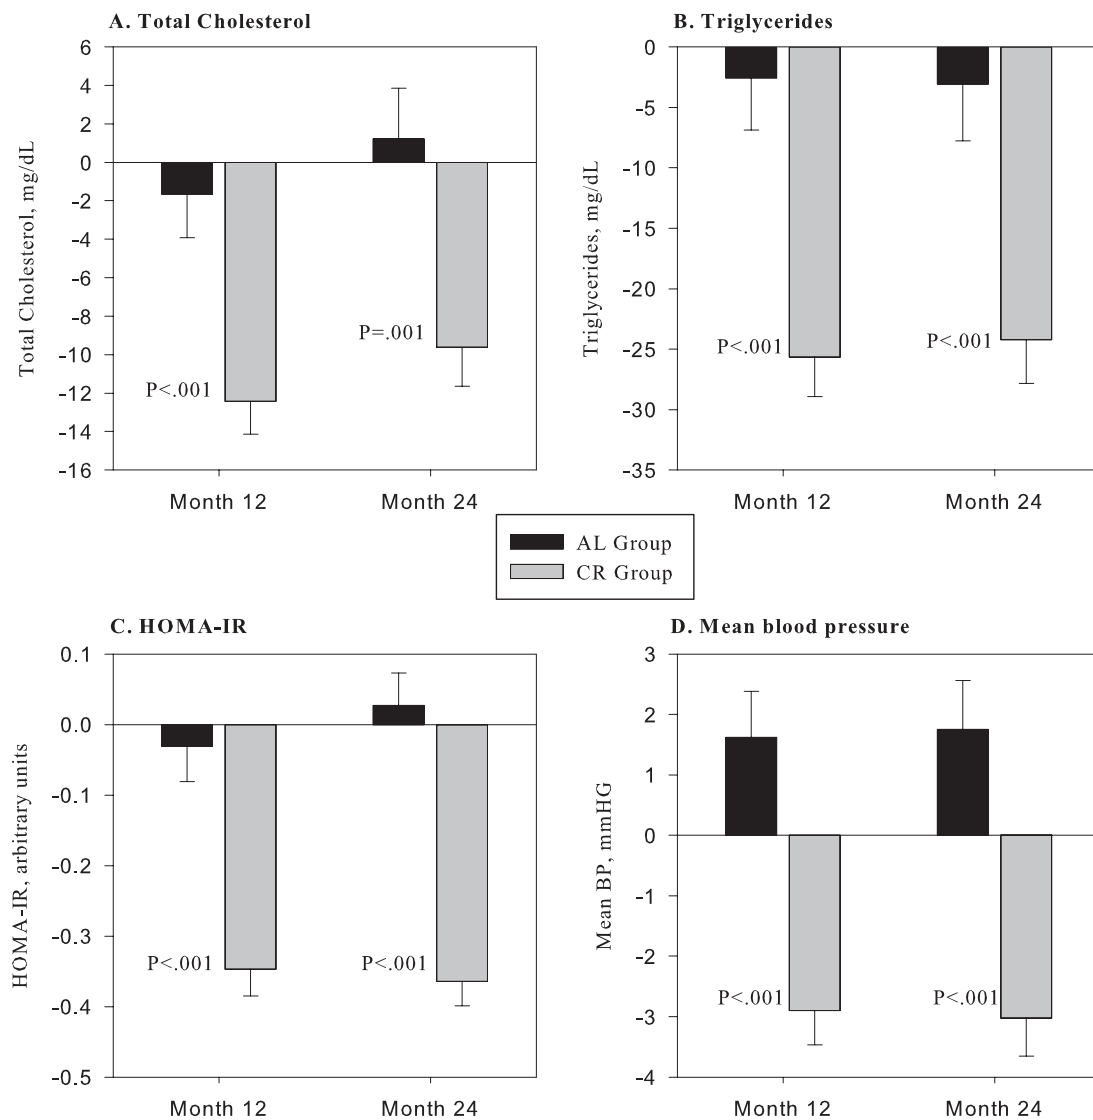 A. Total Cholesterol
Total Cholesterol, mg/dL
6
4
2
0
-2
-4
-6
-8
-10
-12
-14
-16
P<.001
P=.001
Month 12
Month 24
B. Triglycerides
Triglycerides, mg/dL
0
-5
-10
-15
-20
-25
-30
-35
P<.001
P<.001
Month 12
Month 24
AL Group
CR Group
C. HOMA-IR
HOMA-IR, arbitrary units
0.1
0.0
-0.1
-0.2
-0.3
-0.4
-0.5
P<.001
P<.001
Month 12
Month 24
D. Mean blood pressure
Mean BP, mmHG
3
2
1
0
-1
-2
-3
-4
P<.001
P<.001
Month 12
Month 24